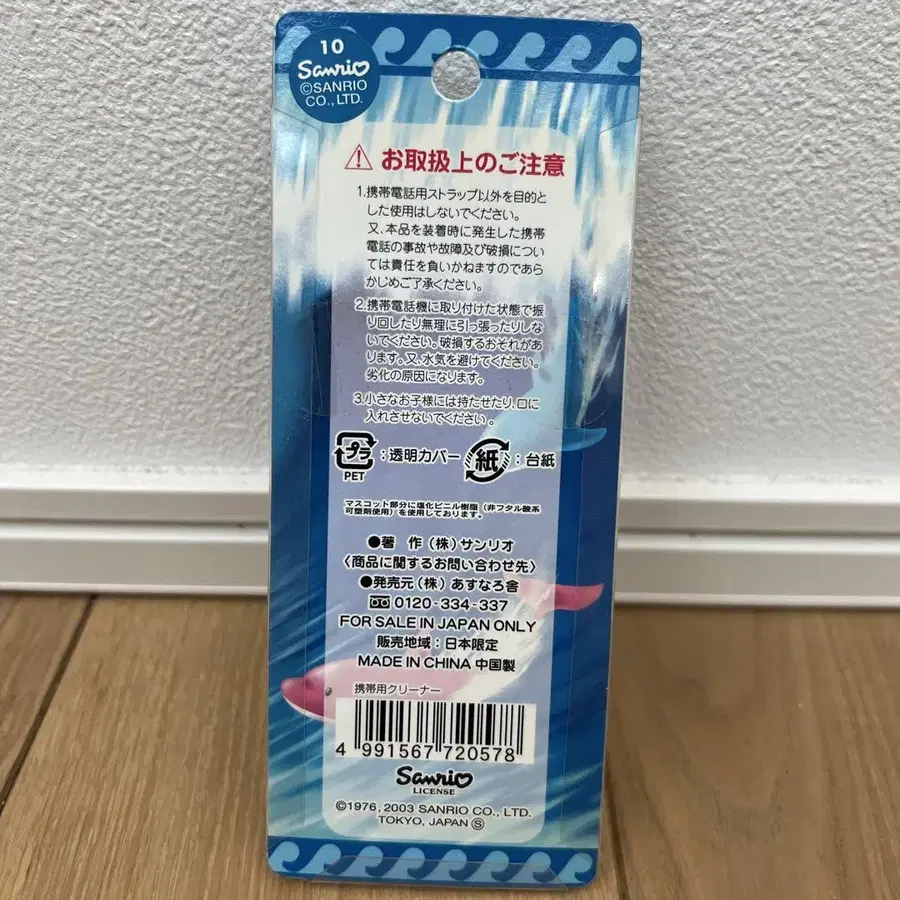 10
Sanrio
©SANRIO
CO., LTD.
⚠ お取扱上のご注意
1.携帯電話用ストラップ以外を目的と
した使用はしないでください。
又、本品を装着時に発生した携帯
電話の事故や故障及び破損につい
ては責任を負いかねますのであら
かじめご了承ください。
2.携帯電話機に取り付けた状態で振
り回したり無理に引っ張ったりしな
いでください。破損するおそれがあ
ります。又、水気を避けてください。
劣化の原因になります。
3.小さなお子様には持たせたり、口に
入れさせないでください。
プラ :透明カバー 紙 :台紙
PET
マスコット部分に塩化ビニル樹脂（非フタル酸系
可塑剤使用）を使用しております。
●著 作（株）サンリオ
〈商品に関するお問い合わせ先〉
●発売元（株）あすなろ舎
0120-334-337
FOR SALE IN JAPAN ONLY
販売地域：日本限定
MADE IN CHINA 中国製
携帯用クリーナー
4 991567 720578
Sanrio
LICENSE
©1976, 2003 SANRIO CO., LTD.
TOKYO, JAPAN Ⓢ